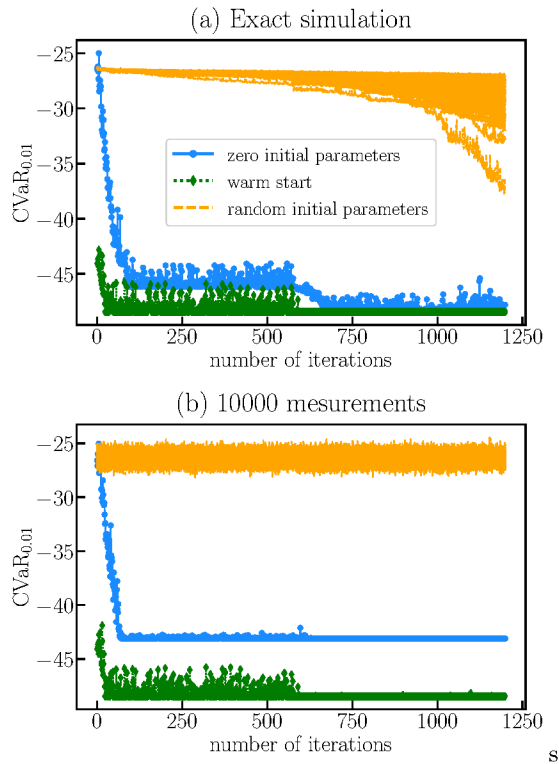 (a) Exact simulation
−25
−30
−35
−40
−45
CVaR0.01
zero initial parameters
warm start
random initial parameters
0 250 500 750 1000 1250
number of iterations
(b) 10000 mesurements
−25
−30
−35
−40
−45
CVaR0.01
0 250 500 750 1000 1250
number of iterations
s